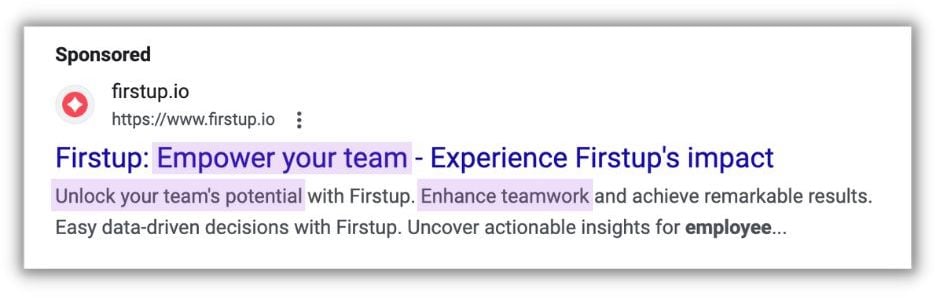 Sponsored
firstup.io
https://www.firstup.io
Firstup: Empower your team - Experience Firstup's impact
Unlock your team's potential with Firstup. Enhance teamwork and achieve remarkable results.
Easy data-driven decisions with Firstup. Uncover actionable insights for employee...